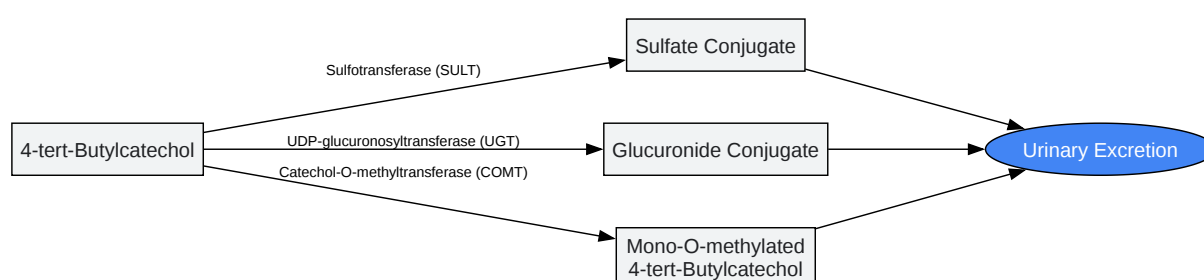 Sulfate Conjugate
Sulfotransferase (SULT)
4-tert-Butylcatechol
UDP-glucuronosyltransferase (UGT)
Glucuronide Conjugate
Urinary Excretion
Catechol-O-methyltransferase (COMT)
Mono-O-methylated
4-tert-Butylcatechol